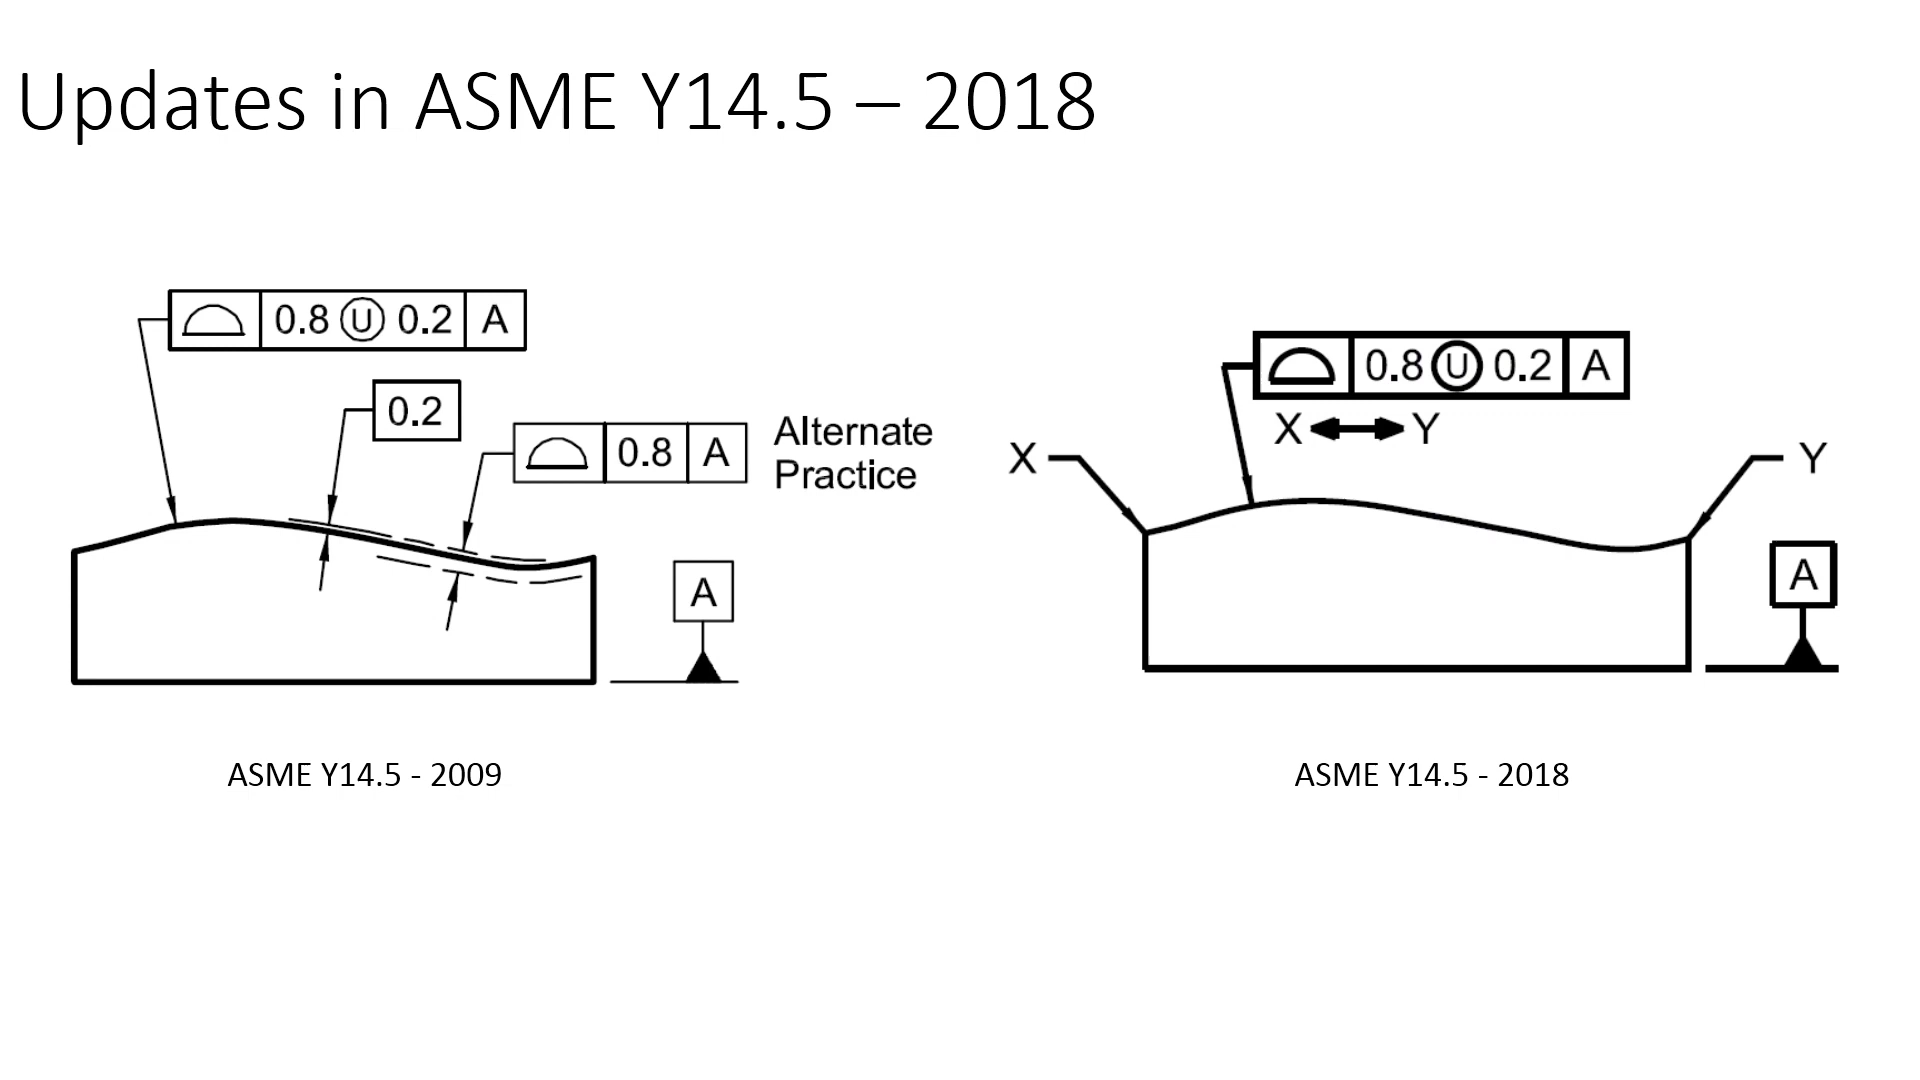 Updates in ASME Y14.5 – 2018
0.8 Ⓤ 0.2 A
0.2
0.8 A
Alternate
Practice
A
ASME Y14.5 - 2009
0.8 Ⓤ 0.2 A
X ↔ Y
X
Y
A
ASME Y14.5 - 2018